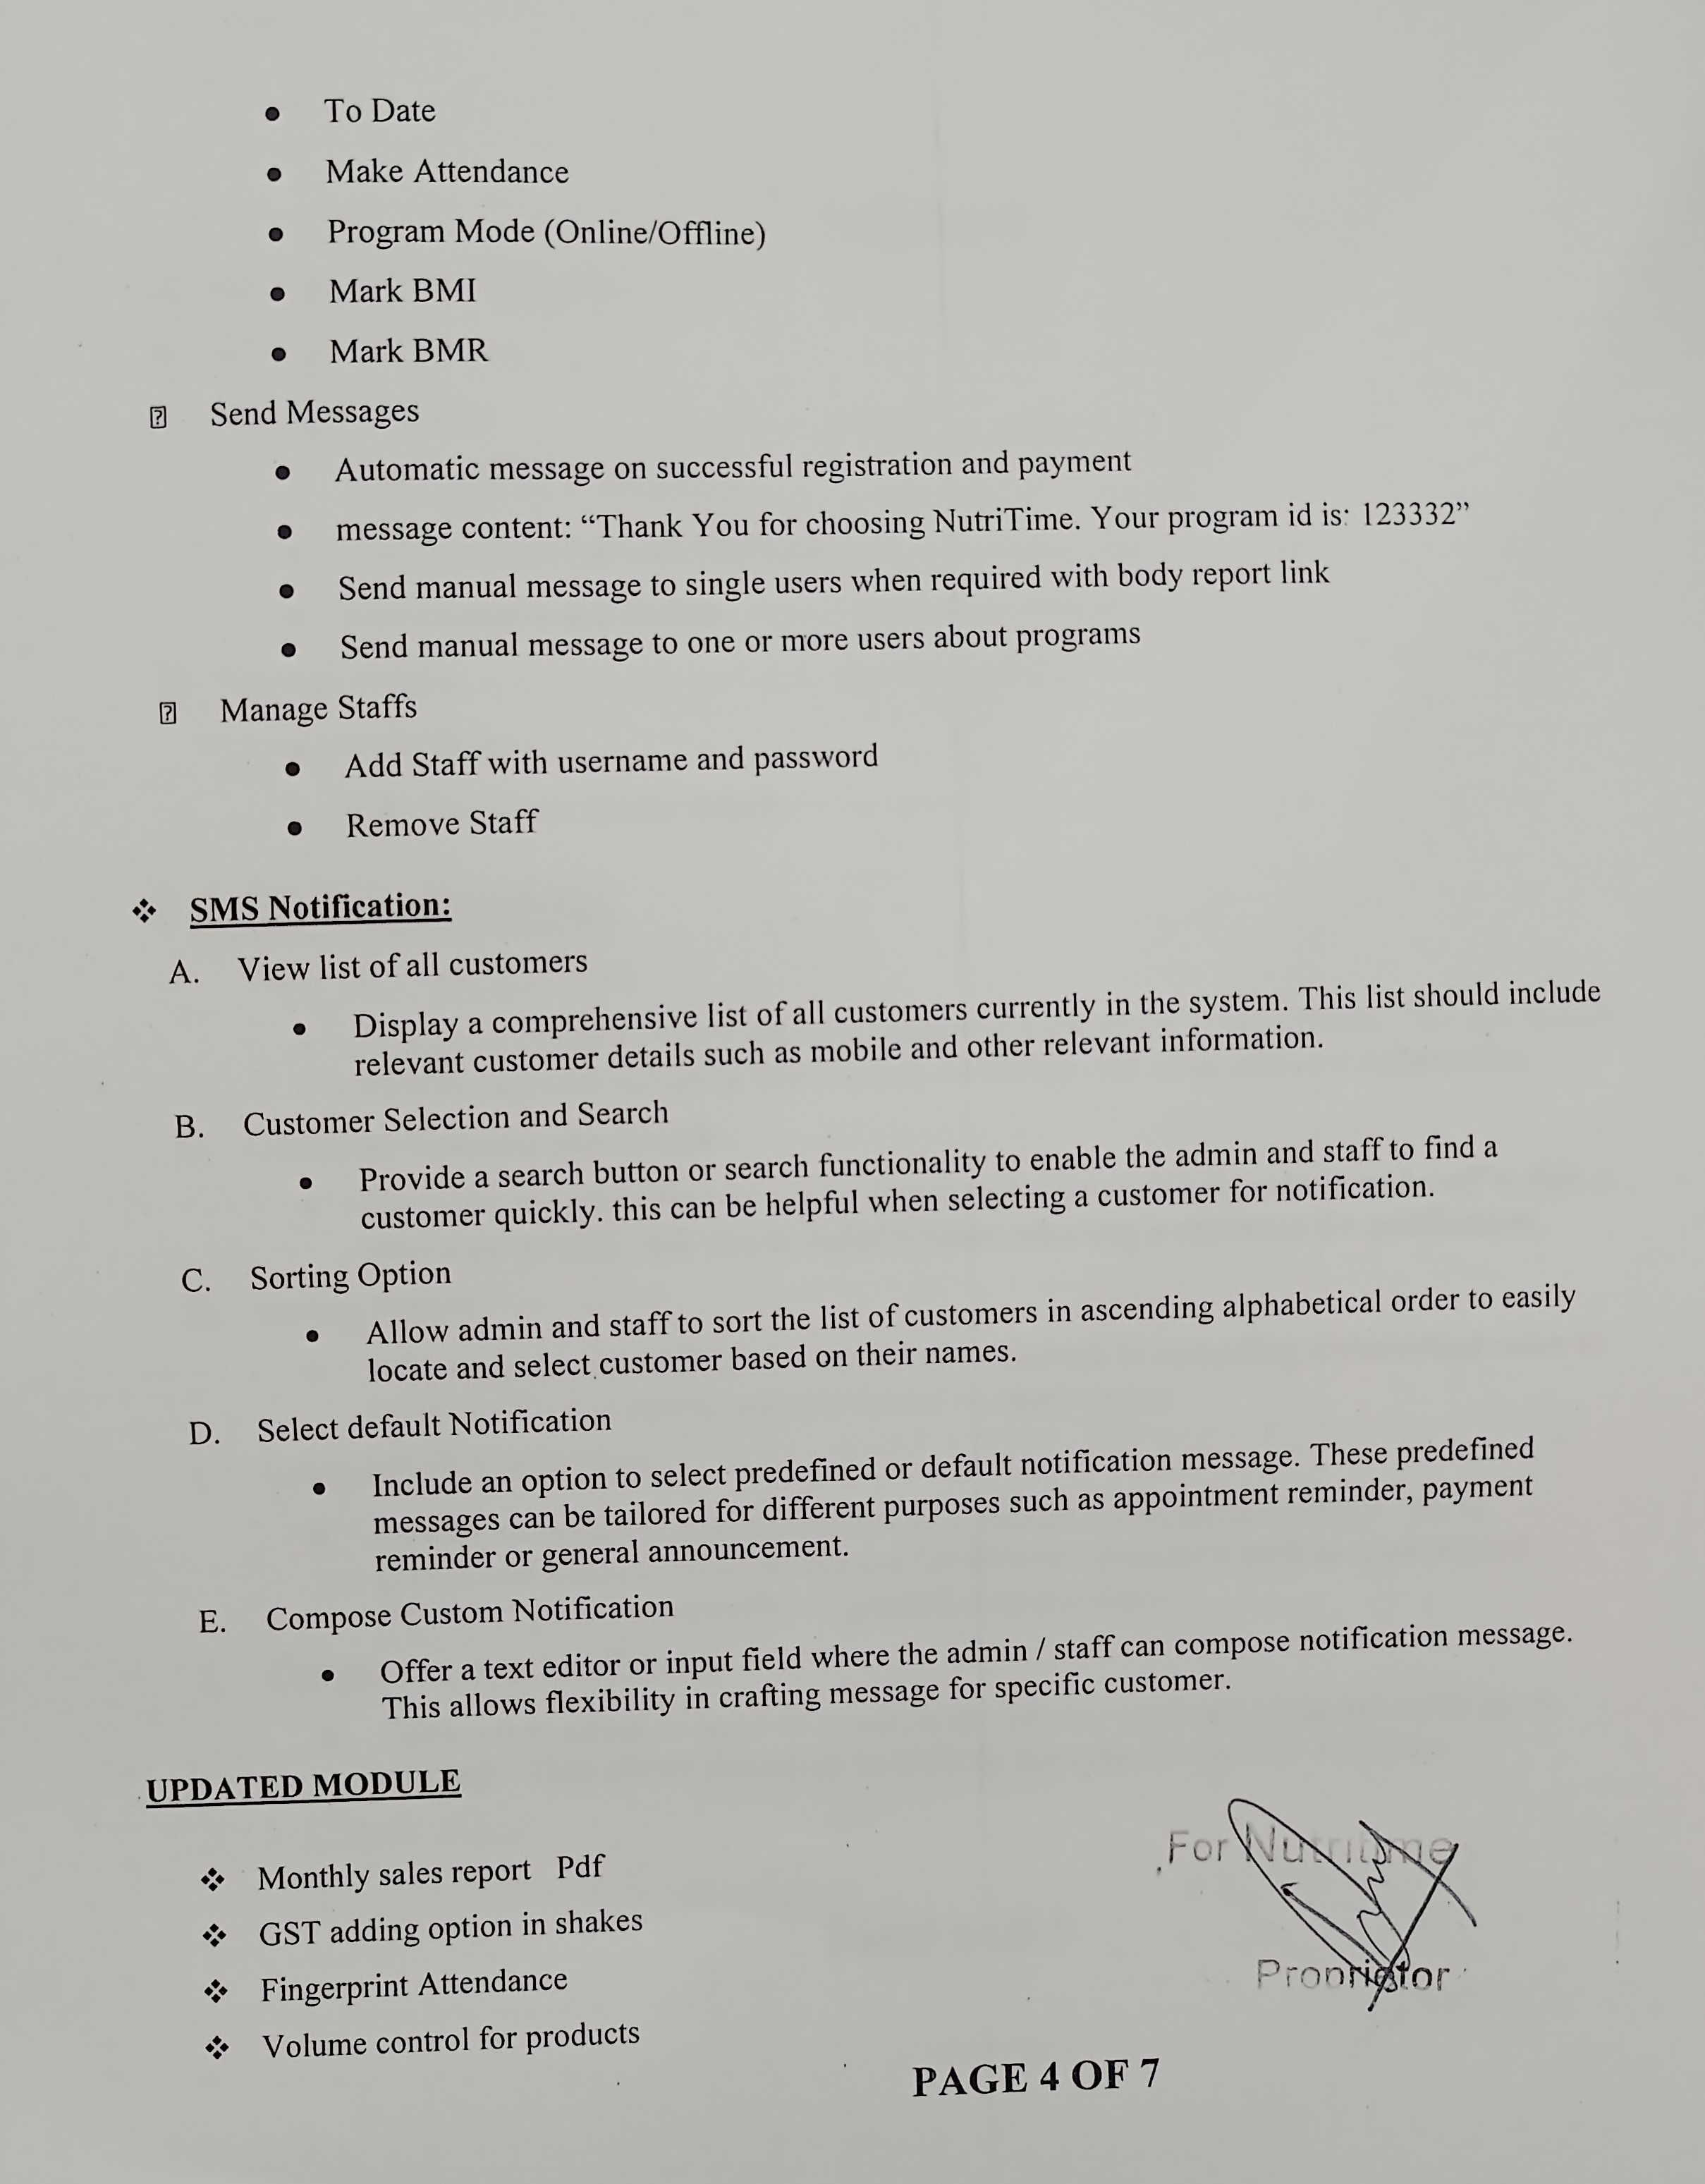 • To Date
• Make Attendance
• Program Mode (Online/Offline)
• Mark BMI
• Mark BMR
Send Messages
• Automatic message on successful registration and payment
• message content: “Thank You for choosing NutriTime. Your program id is: 123332”
• Send manual message to single users when required with body report link
• Send manual message to one or more users about programs
Manage Staffs
• Add Staff with username and password
• Remove Staff
❖ SMS Notification:
A. View list of all customers
• Display a comprehensive list of all customers currently in the system. This list should include
relevant customer details such as mobile and other relevant information.
B. Customer Selection and Search
• Provide a search button or search functionality to enable the admin and staff to find a
customer quickly. this can be helpful when selecting a customer for notification.
C. Sorting Option
• Allow admin and staff to sort the list of customers in ascending alphabetical order to easily
locate and select customer based on their names.
D. Select default Notification
• Include an option to select predefined or default notification message. These predefined
messages can be tailored for different purposes such as appointment reminder, payment
reminder or general announcement.
E. Compose Custom Notification
• Offer a text editor or input field where the admin / staff can compose notification message.
This allows flexibility in crafting message for specific customer.
UPDATED MODULE
❖ Monthly sales report Pdf
❖ GST adding option in shakes
❖ Fingerprint Attendance
❖ Volume control for products
For Nutritime
Proprietor
PAGE 4 OF 7